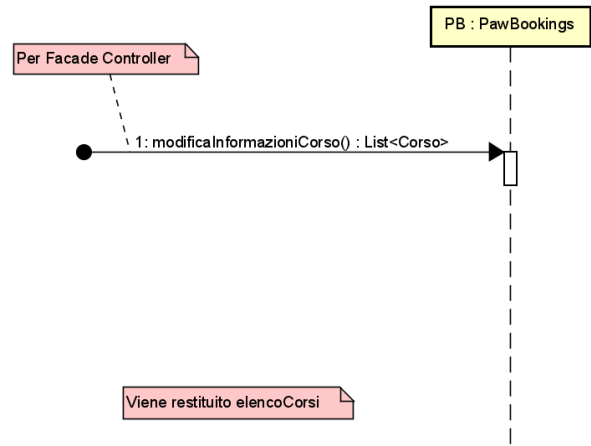 PB : PawBookings
Per Facade Controller
1: modificaInformazioniCorso() : List<Corso>
Viene restituito elencoCorsi